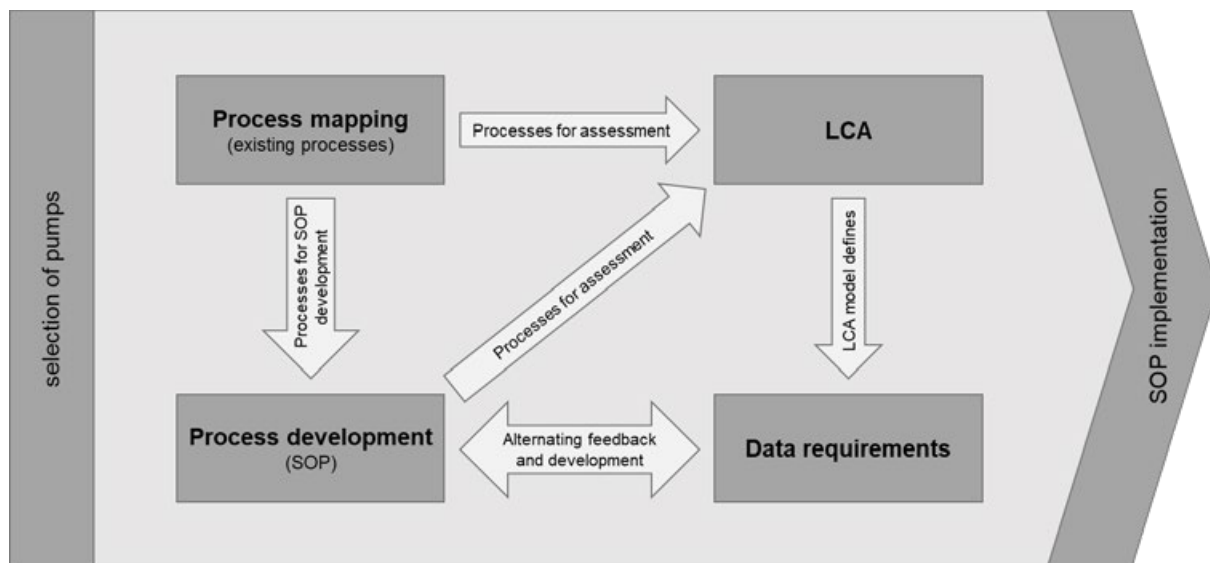 selection of pumps
Process mapping
(existing processes)
Processes for assessment
LCA
Processes for SOP
development
Processes for assessment
LCA model defines
Process development
(SOP)
Alternating feedback
and development
Data requirements
SOP implementation